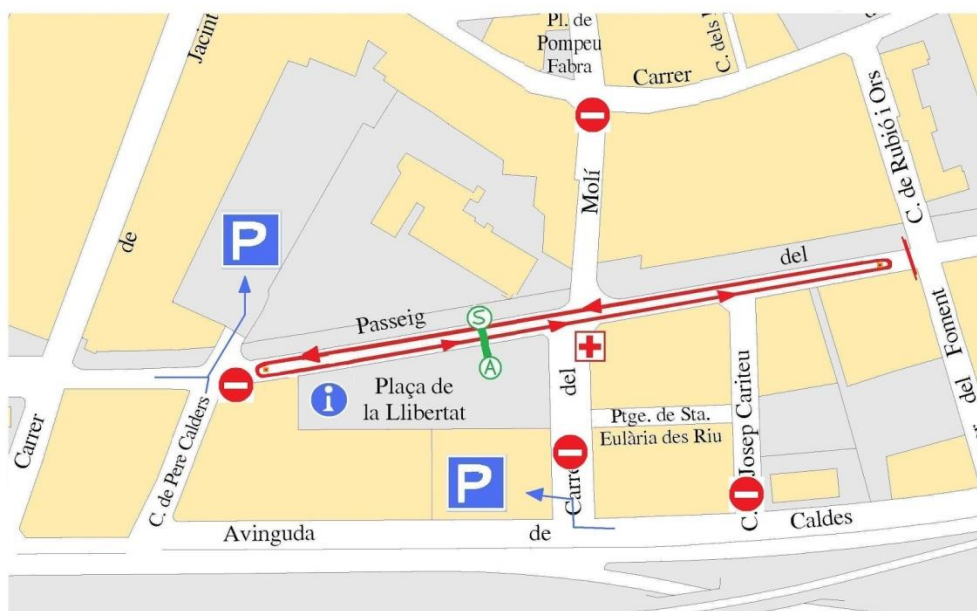 Pl. de
Pompeu
Fabra
C. dels
Jacint
Carrer
C. de Rubió i Ors
P
Molí
de
del
Passeig
S
A
Foment
del
i
Plaça de
la Llibertat
del
Ptge. de Sta.
Eulària des Riu
C. Josep Cariteu
Carrer
C. de Pere Calders
P
Avinguda
de
Caldes